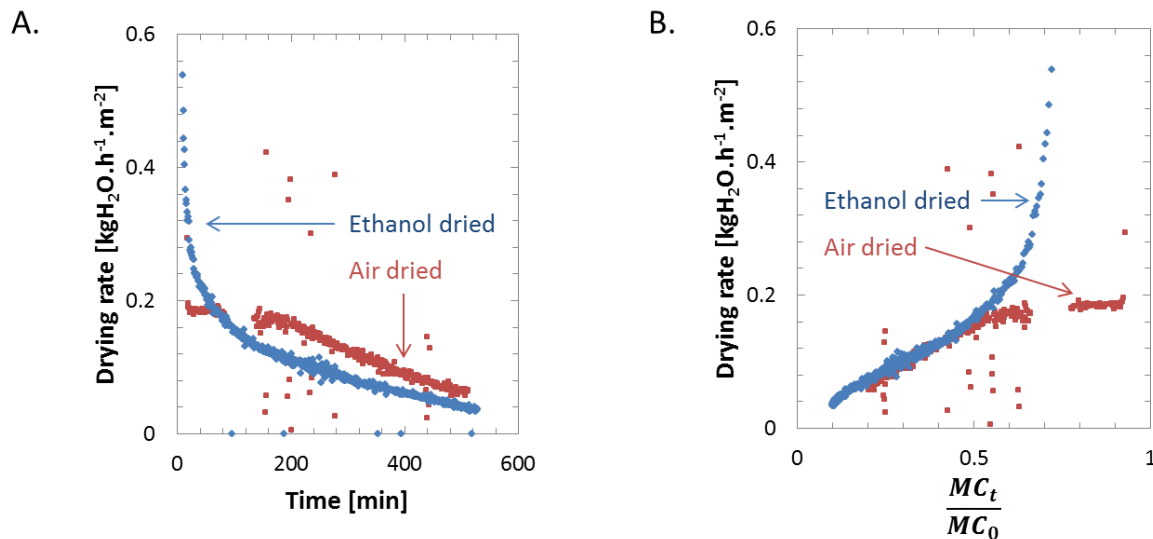 A.
Drying rate [kgH₂O.h⁻¹.m⁻²]
0.6
0.4
0.2
0
Ethanol dried
Air dried
0
200
400
600
Time [min]
B.
Drying rate [kgH₂O.h⁻¹.m⁻²]
0.6
0.4
0.2
0
Ethanol dried
Air dried
0
0.5
1
MCₜ
MC₀